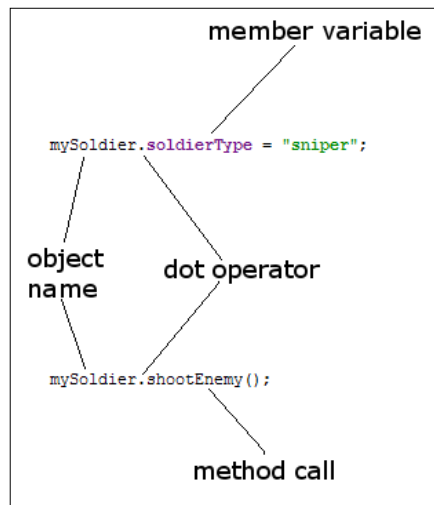 member variable
mySoldier.soldierType = "sniper";
object
name
dot operator
mySoldier.shootEnemy();
method call